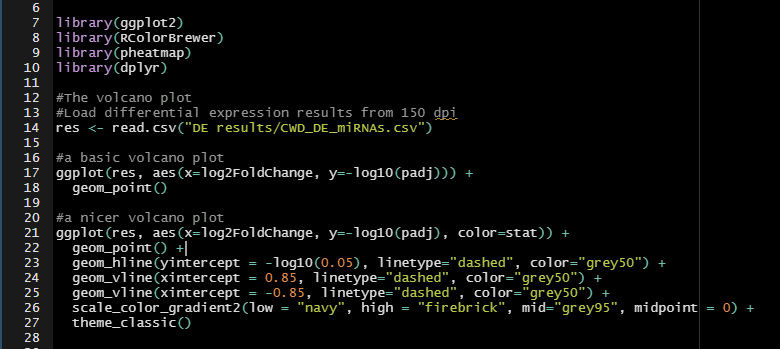 6
7 library(ggplot2)
8 library(RColorBrewer)
9 library(pheatmap)
10 library(dplyr)
11
12 #The volcano plot
13 #Load differential expression results from 150 dpi
14 res <- read.csv("DE results/CWD_DE_miRNAs.csv")
15
16 #a basic volcano plot
17 ggplot(res, aes(x=log2FoldChange, y=-log10(padj))) +
18   geom_point()
19
20 #a nicer volcano plot
21 ggplot(res, aes(x=log2FoldChange, y=-log10(padj), color=stat)) +
22   geom_point() +
23   geom_hline(yintercept = -log10(0.05), linetype="dashed", color="grey50") +
24   geom_vline(xintercept = 0.85, linetype="dashed", color="grey50") +
25   geom_vline(xintercept = -0.85, linetype="dashed", color="grey50") +
26   scale_color_gradient2(low = "navy", high = "firebrick", mid="grey95", midpoint = 0) +
27   theme_classic()
28